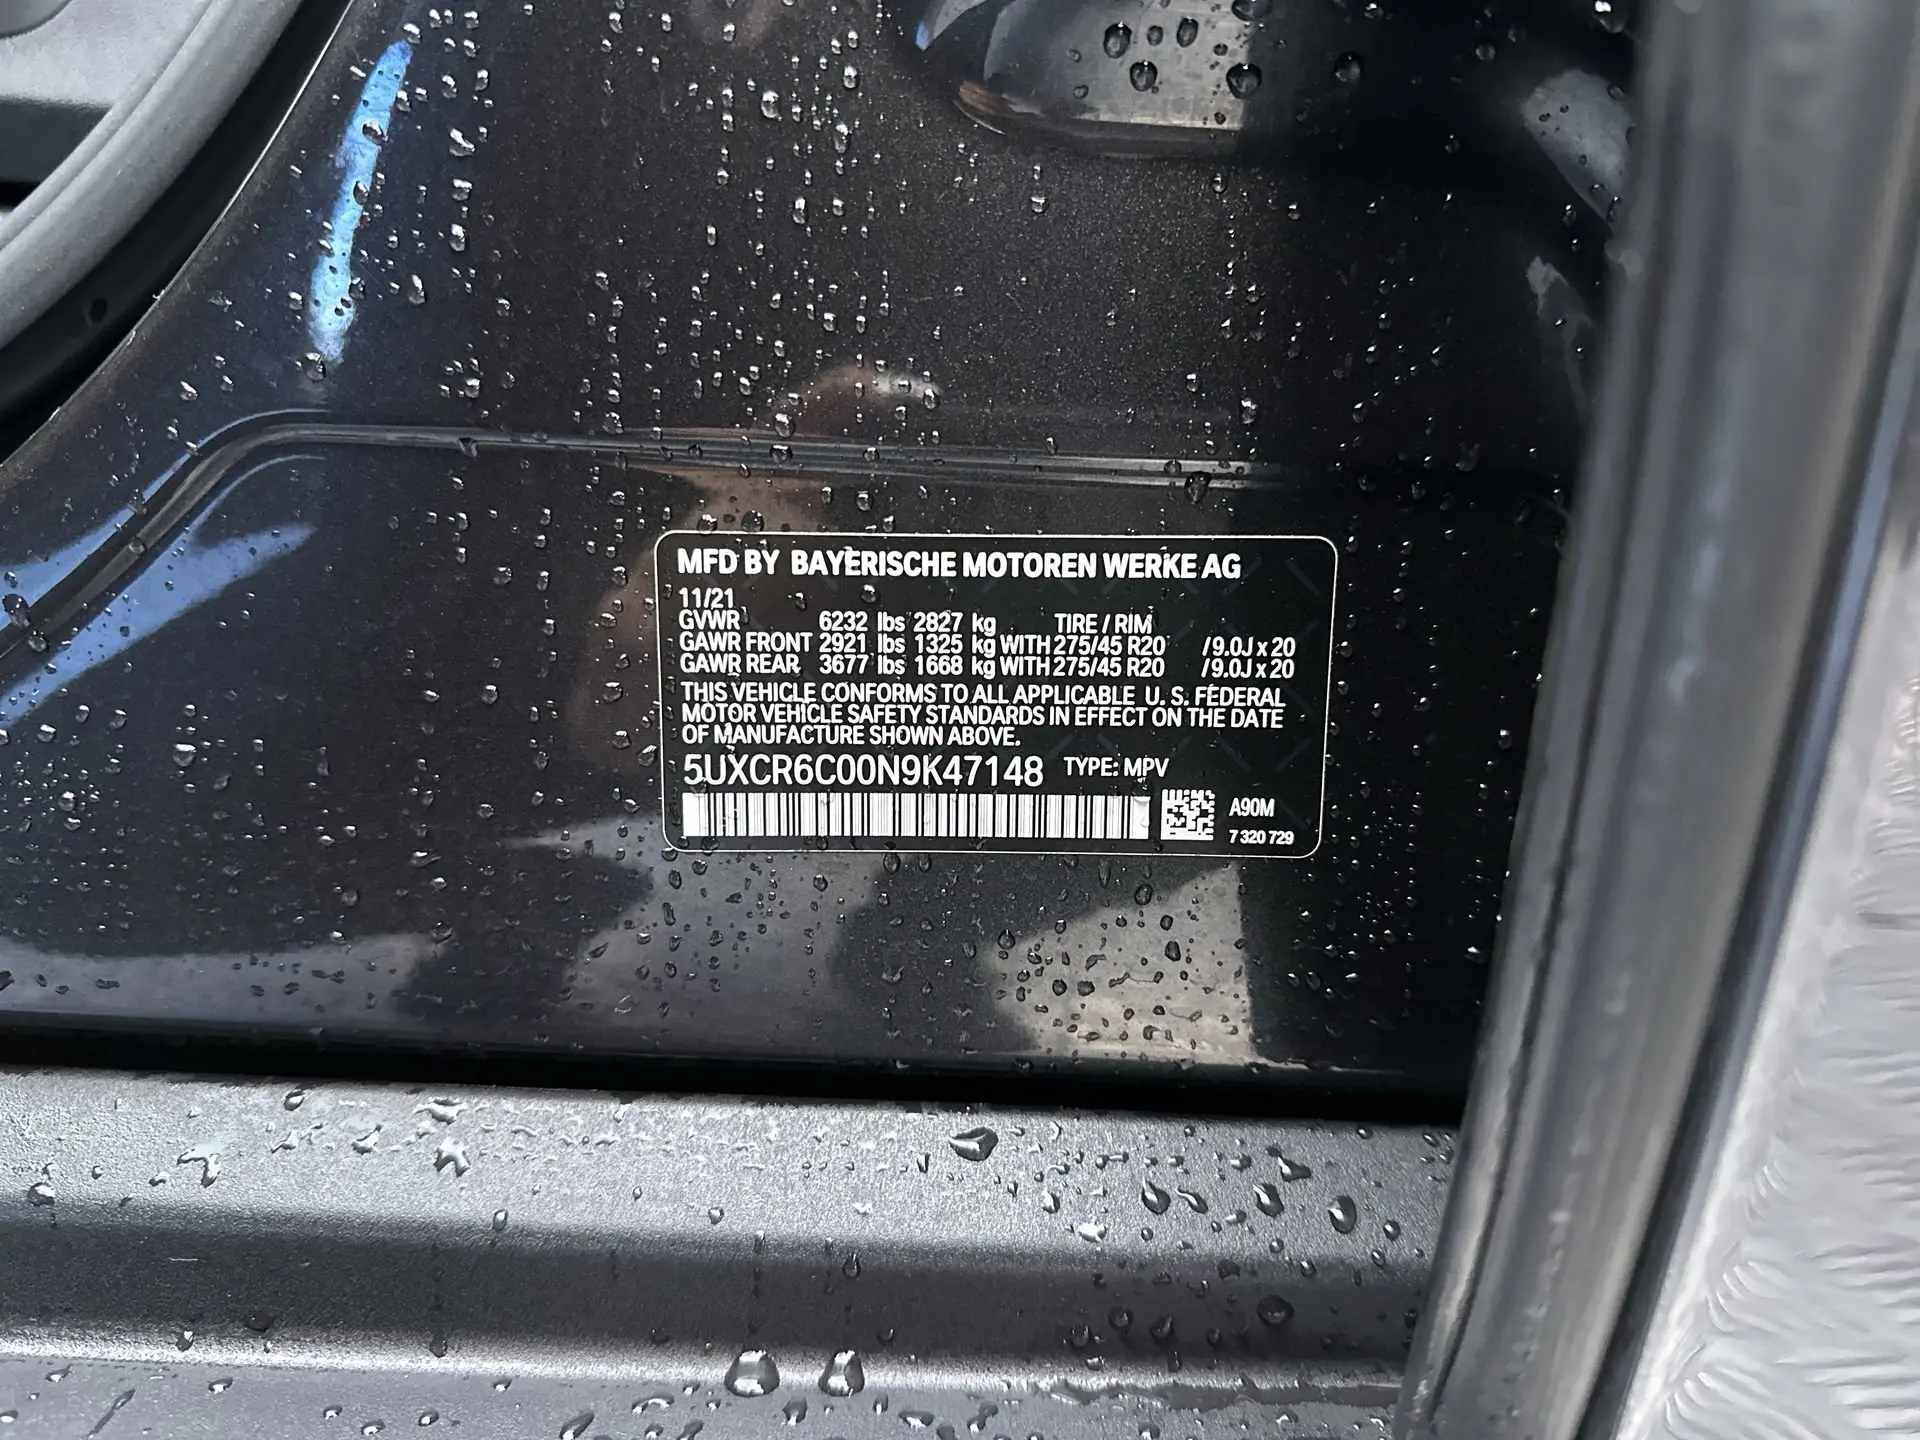 MFD BY BAYERISCHE MOTOREN WERKE AG
11/21
GVWR 6232 lbs 2827 kg TIRE / RIM
GAWR FRONT 2921 lbs 1325 kg WITH 275/45 R20 /9.0J x 20
GAWR REAR 3677 lbs 1668 kg WITH 275/45 R20 /9.0J x 20
THIS VEHICLE CONFORMS TO ALL APPLICABLE U. S. FEDERAL
MOTOR VEHICLE SAFETY STANDARDS IN EFFECT ON THE DATE
OF MANUFACTURE SHOWN ABOVE.
5UXCR6C00N9K47148 TYPE: MPV
A90M
7 320 729